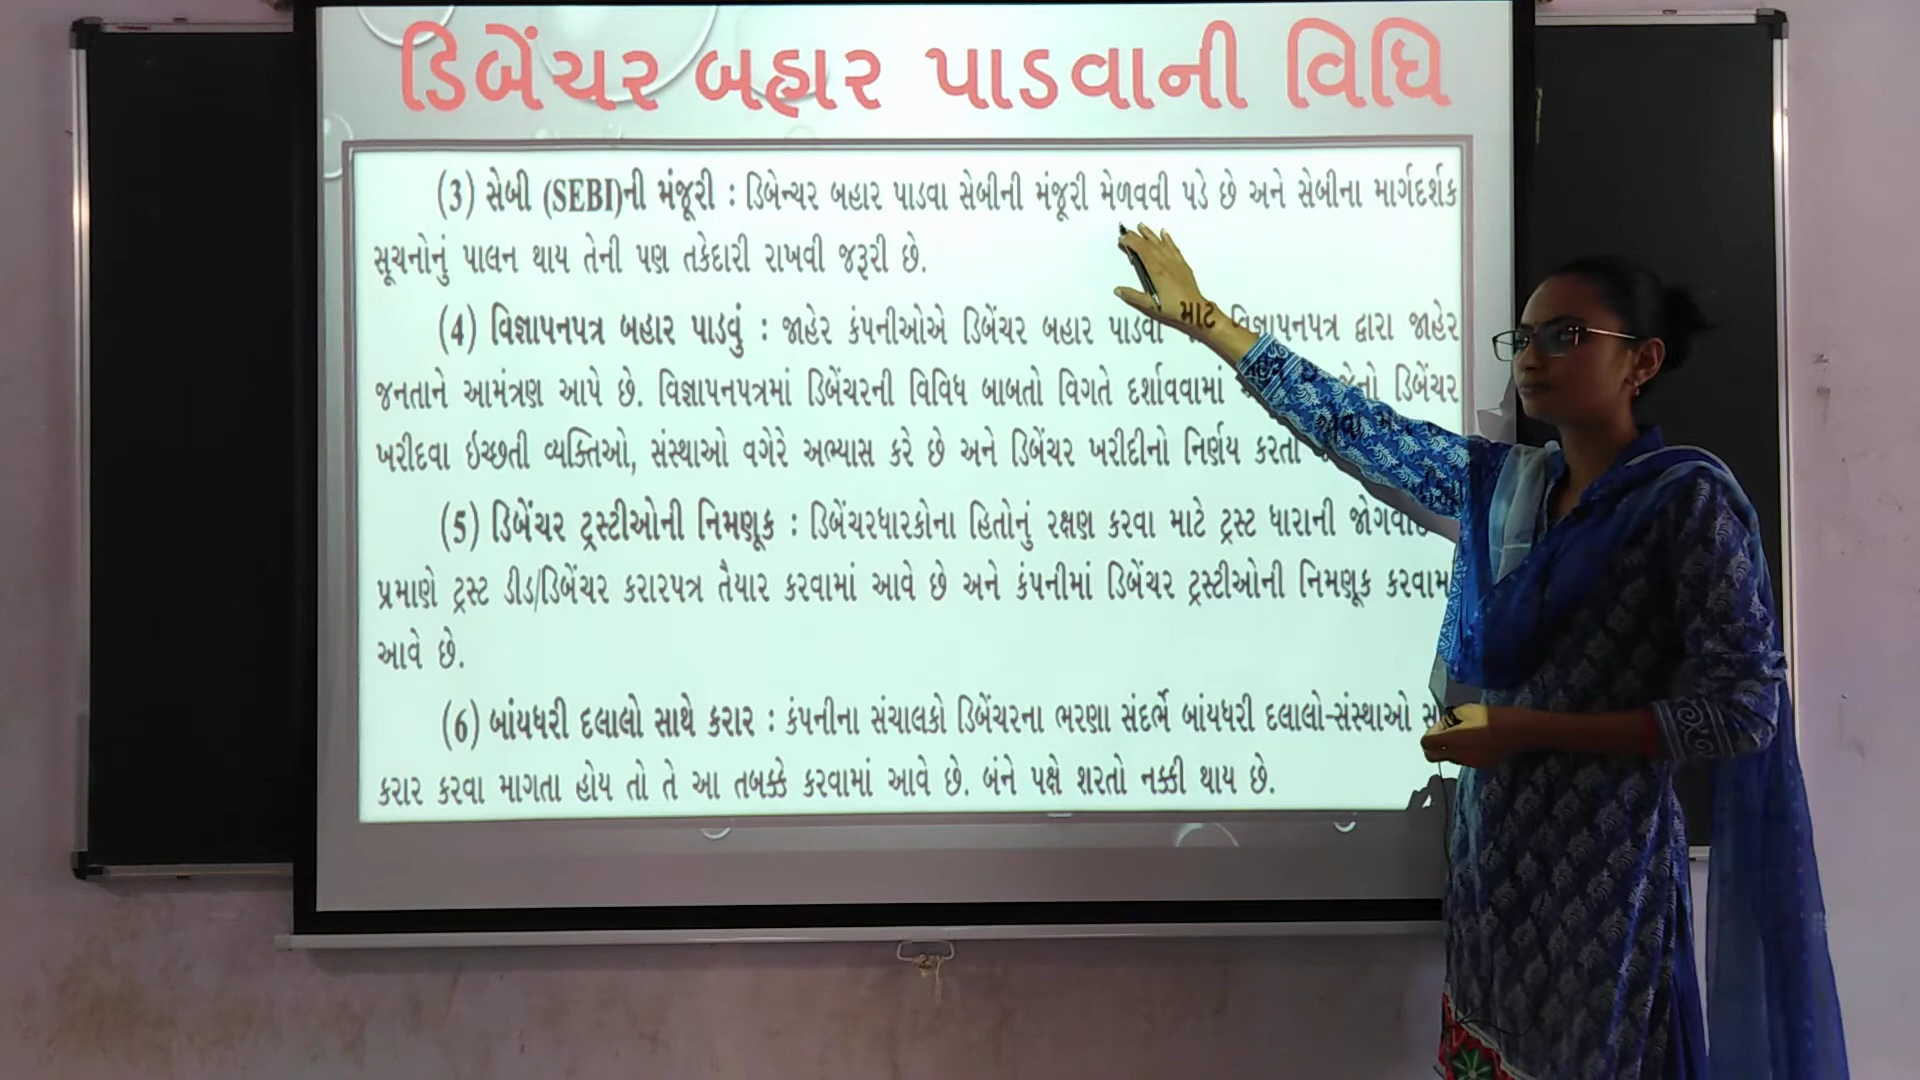 ડિબેંચર બહાર પાડવાની વિધિ
(3) સેબી (SEBI)ની મંજૂરી : ડિબેન્ચર બહાર પાડવા સેબીની મંજૂરી મેળવવી પડે છે અને સેબીના માર્ગદર્શક
સૂચનોનું પાલન થાય તેની પણ તકેદારી રાખવી જરૂરી છે.
(4) વિજ્ઞાપનપત્ર બહાર પાડવું : જાહેર કંપનીઓએ ડિબેંચર બહાર પાડવા માટે વિજ્ઞાપનપત્ર દ્વારા જાહેર
જનતાને આમંત્રણ આપે છે. વિજ્ઞાપનપત્રમાં ડિબેંચરની વિવિધ બાબતો વિગતે દર્શાવવામાં જેનો ડિબેંચર
ખરીદવા ઇચ્છતી વ્યક્તિઓ, સંસ્થાઓ વગેરે અભ્યાસ કરે છે અને ડિબેંચર ખરીદીનો નિર્ણય કરતા
(5) ડિબેંચર ટ્રસ્ટીઓની નિમણૂક : ડિબેંચરધારકોના હિતોનું રક્ષણ કરવા માટે ટ્રસ્ટ ધારાની
પ્રમાણે ટ્રસ્ટ ડીડ/ડિબેંચર કરારપત્ર તૈયાર કરવામાં આવે છે અને કંપનીમાં ડિબેંચર ટ્રસ્ટીઓની નિમણૂક
આવે છે.
(6) બાંયધરી દલાલો સાથે કરાર : કંપનીના સંચાલકો ડિબેંચરના ભરણા સંદર્ભે બાંયધરી દલાલો-સંસ્થાઓ
કરાર કરવા માગતા હોય તો તે આ તબક્કે કરવામાં આવે છે. બંને પક્ષે શરતો નક્કી થાય છે.